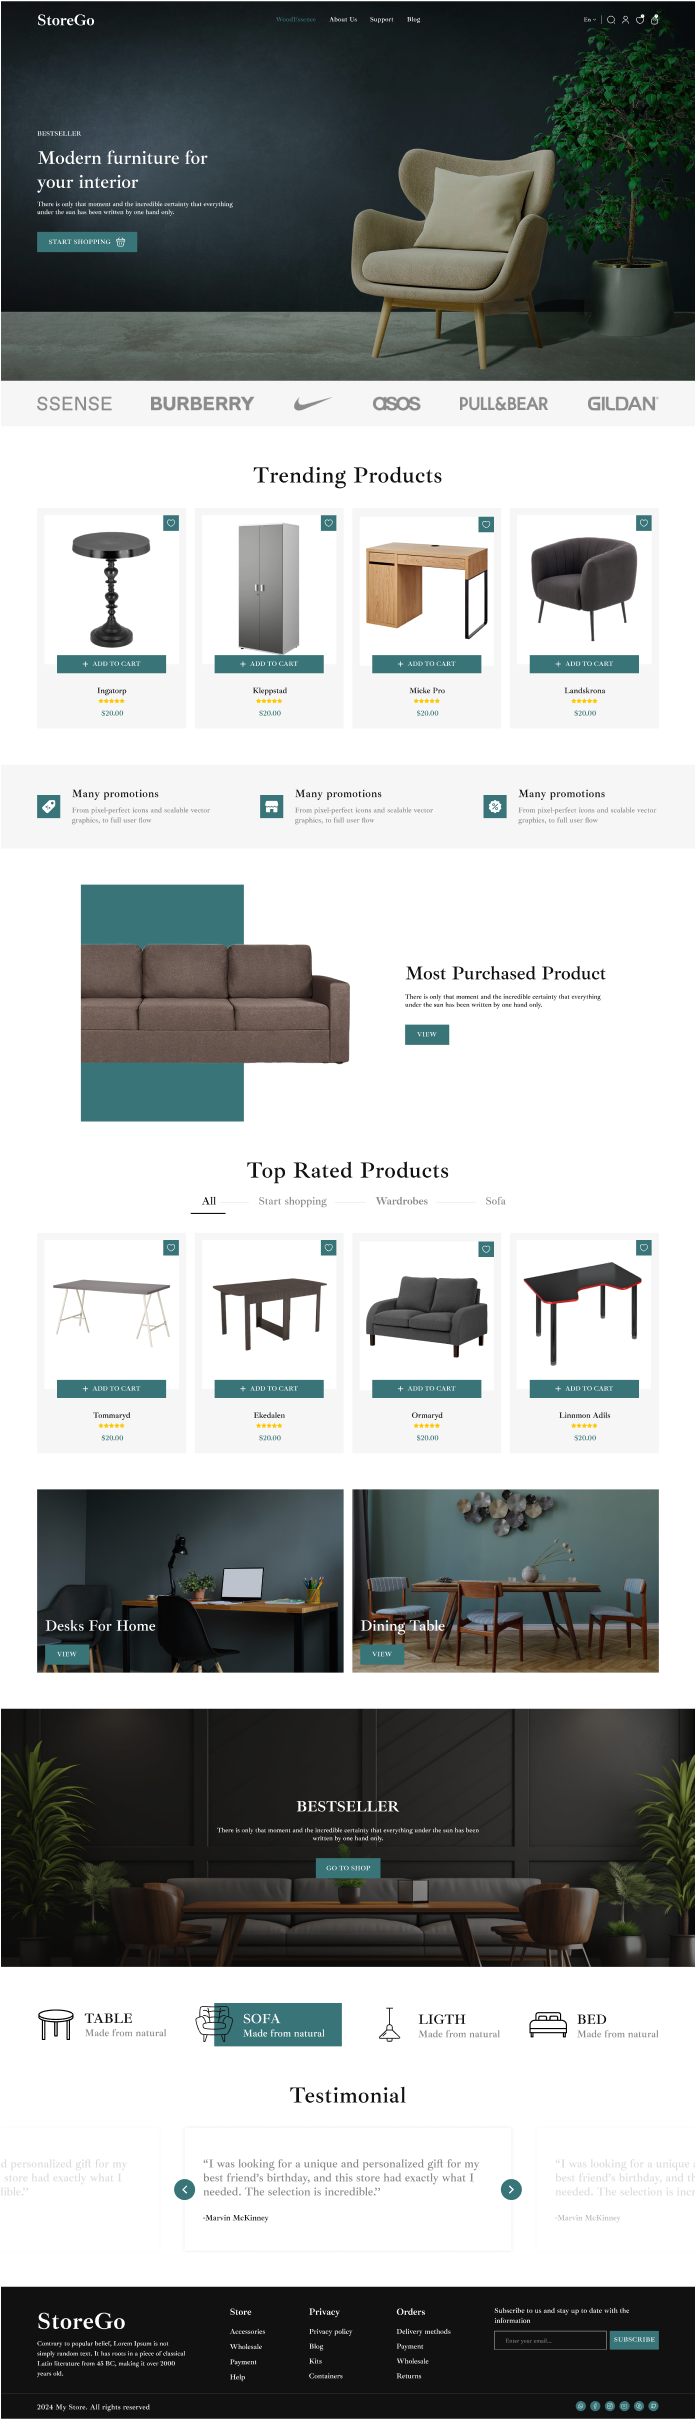 StoreGo
WoodEssense About Us Support Blog
En
BESTSELLER
Modern furniture for
your interior
There is only that moment and the incredible certainty that everything
under the sun has been written by one hand only.
START SHOPPING
SSENSE BURBERRY asos PULL&BEAR GILDAN
Trending Products
+ ADD TO CART + ADD TO CART + ADD TO CART + ADD TO CART
Ingatorp Kleppstad Micke Pro Landskrona
$20.00 $20.00 $20.00 $20.00
Many promotions Many promotions Many promotions
From pixel-perfect icons and scalable vector From pixel-perfect icons and scalable vector From pixel-perfect icons and scalable vector
graphics, to full user flow graphics, to full user flow graphics, to full user flow
Most Purchased Product
There is only that moment and the incredible certainty that everything
under the sun has been written by one hand only.
VIEW
Top Rated Products
All Start shopping Wardrobes Sofa
+ ADD TO CART + ADD TO CART + ADD TO CART + ADD TO CART
Tommaryd Ekedalen Ormaryd Linnmon Adils
$20.00 $20.00 $20.00 $20.00
Desks For Home Dining Table
VIEW VIEW
BESTSELLER
There is only that moment and the incredible certainty that everything under the sun has been
written by one hand only.
GO TO SHOP
TABLE SOFA LIGTH BED
Made from natural Made from natural Made from natural Made from natural
Testimonial
d personalized gift for my “I was looking for a unique and personalized gift for my “I was looking for a unique a
store had exactly what I best friend’s birthday, and this store had exactly what I best friend’s birthday, and th
ible.” needed. The selection is incredible.” needed. The selection is incr
-Marvin McKinney -Marvin McKinney
StoreGo
Contrary to popular belief, Lorem Ipsum is not
simply random text. It has roots in a piece of classical
Latin literature from 45 BC, making it over 2000
years old.
Store
Accessories
Wholesale
Payment
Help
Privacy
Privacy policy
Blog
Kits
Containers
Orders
Delivery methods
Payment
Wholesale
Returns
Subscribe to us and stay up to date with the
information
Enter your email... SUBSCRIBE
2024 My Store. All rights reserved